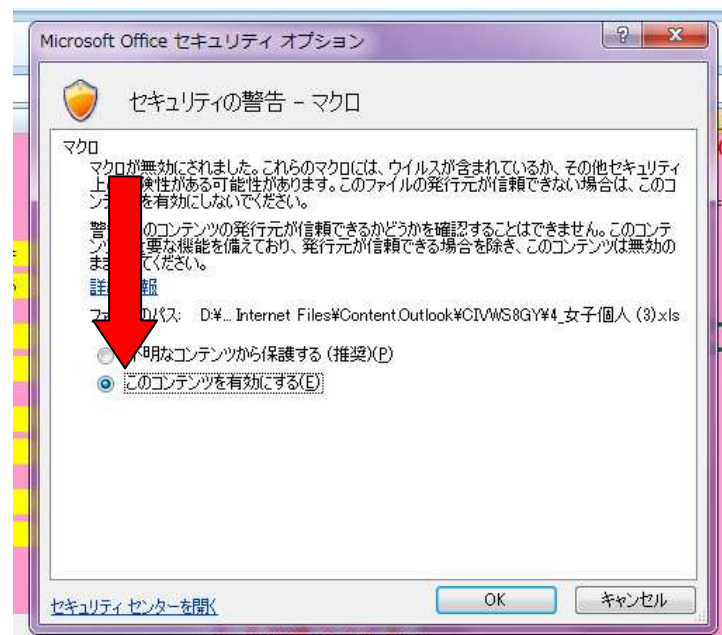 Microsoft Office セキュリティ オプション
セキュリティの警告 - マクロ
マクロ
マクロが無効にされました。これらのマクロには、ウイルスが含まれているか、その他セキュリティ
上の 険性がある可能性があります。このファイルの発行元が信頼できない場合は、このコ
ン を有効にしないでください。
警 のコンテンツの発行元が信頼できるかどうかを確認することはできません。このコンテ
ン 要な機能を備えており、発行元が信頼できる場合を除き、このコンテンツは無効の
ま てください。
詳 報
ファ のパス: D:¥... Internet Files¥Content.Outlook¥CIVWS8GY¥4_女子個人 (3).xls
不明なコンテンツから保護する (推奨)(P)
このコンテンツを有効にする(E)
セキュリティ センターを開く
OK
キャンセル